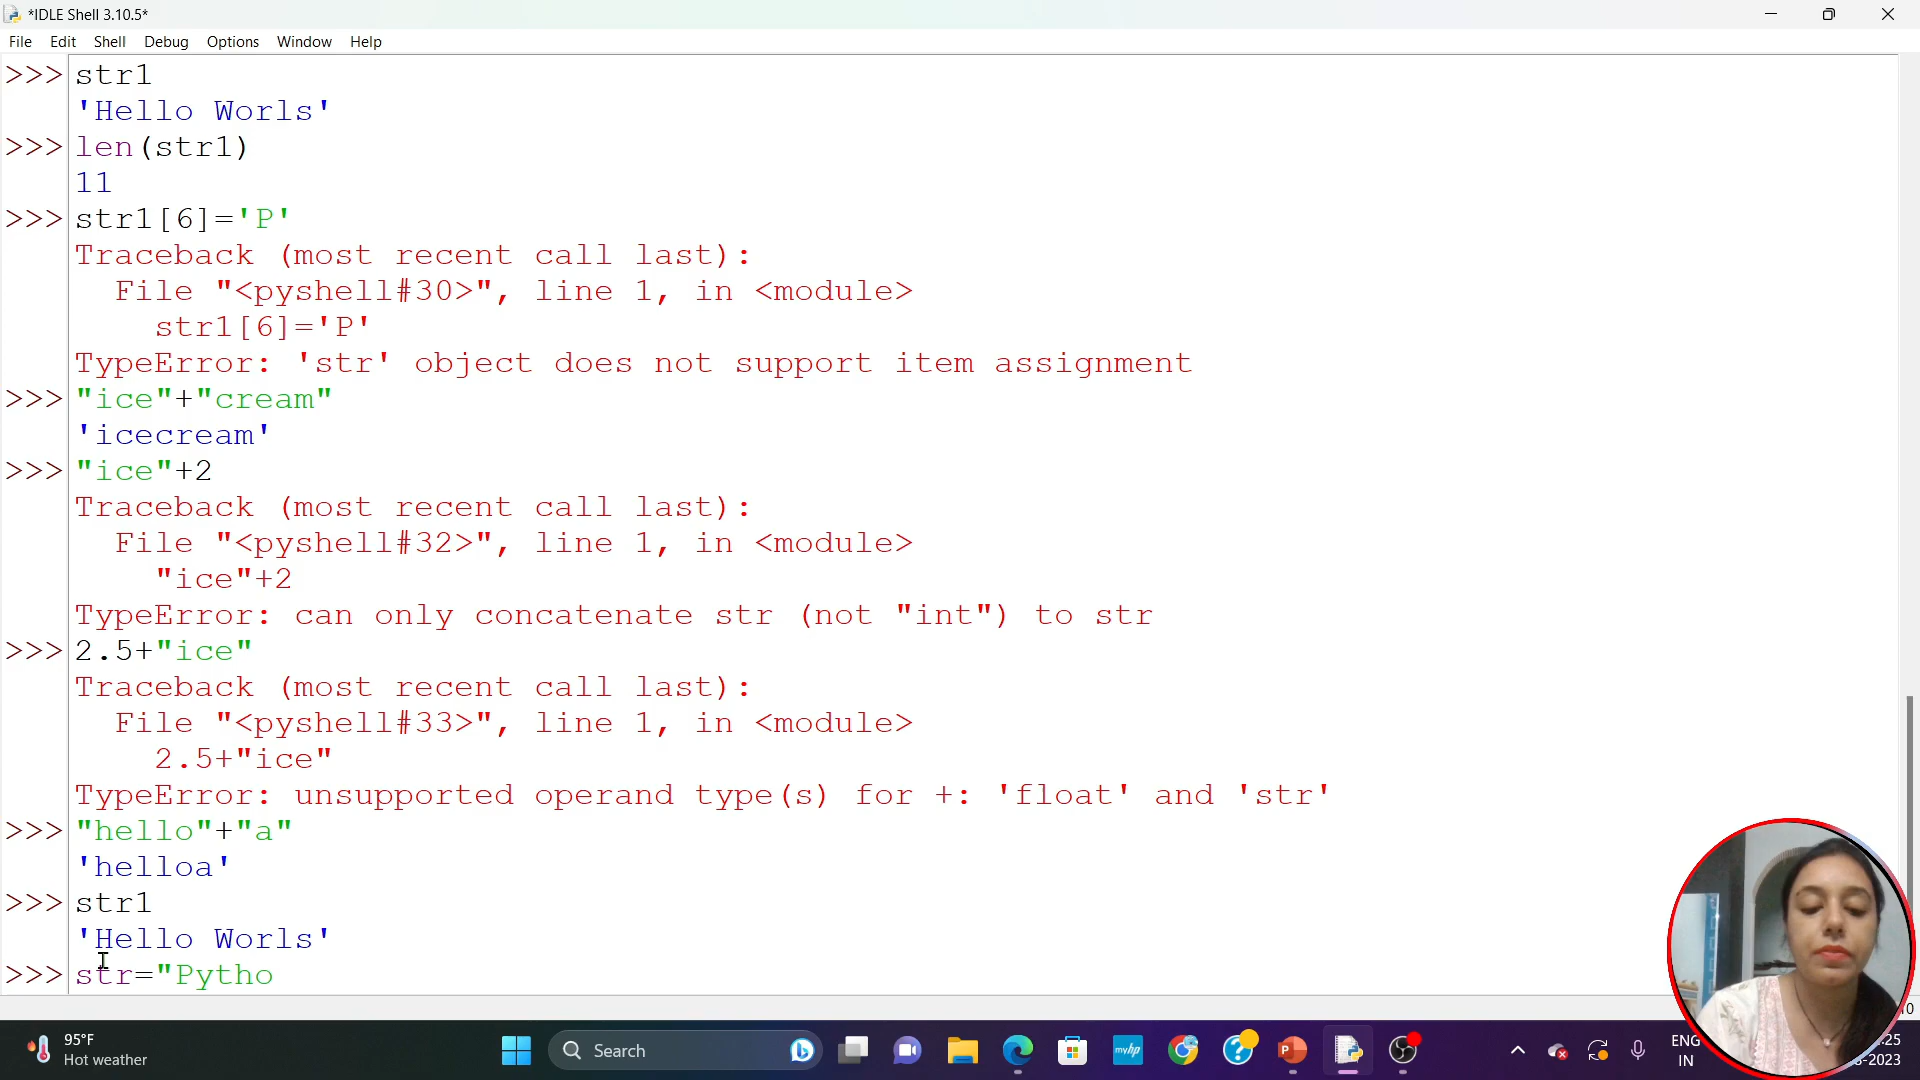 *IDLE Shell 3.10.5*
File Edit Shell Debug Options Window Help
>>> str1
'Hello Worls'
>>> len(str1)
11
>>> str1[6]='P'
Traceback (most recent call last):
File "<pyshell#30>", line 1, in <module>
str1[6]='P'
TypeError: 'str' object does not support item assignment
>>> "ice"+"cream"
'icecream'
>>> "ice"+2
Traceback (most recent call last):
File "<pyshell#32>", line 1, in <module>
"ice"+2
TypeError: can only concatenate str (not "int") to str
>>> 2.5+"ice"
Traceback (most recent call last):
File "<pyshell#33>", line 1, in <module>
2.5+"ice"
TypeError: unsupported operand type(s) for +: 'float' and 'str'
>>> "hello"+"a"
'helloa'
>>> str1
'Hello Worls'
>>> str="Pytho
95°F
Hot weather
Search
myhp
ENG
IN